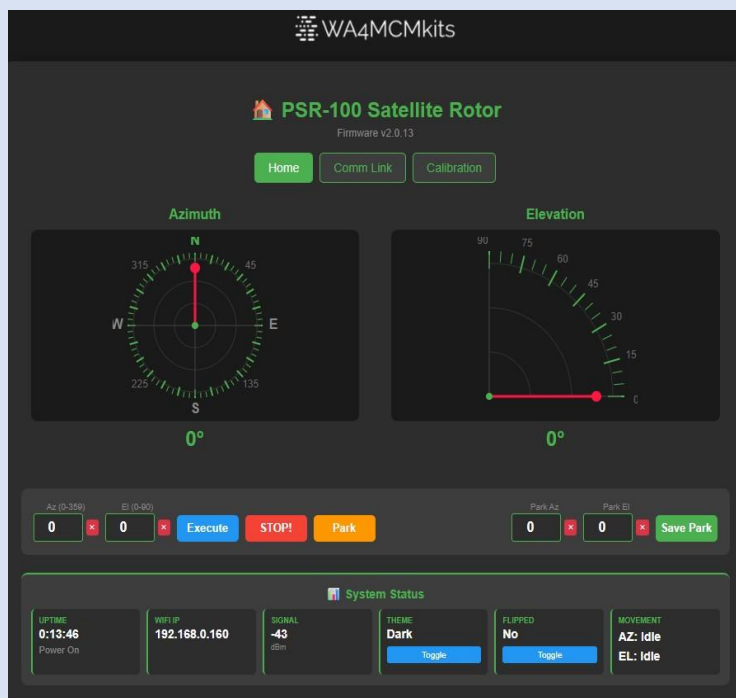 WA4MCMkits
PSR-100 Satellite Rotor
Firmware v2.0.13
Home Comm Link Calibration
Azimuth Elevation
N
315 45
W E
225 135
S
90 75 60 45 30 15 0
0° 0°
Az (0-359) El (0-90) Park Az Park El
0 × 0 × Execute STOP! Park 0 × 0 × Save Park
System Status
UPTIME WIFI IP SIGNAL THEME FLIPPED MOVEMENT
0:13:46 192.168.0.160 -43 Dark No AZ: Idle
Power On dBm Toggle Toggle EL: Idle